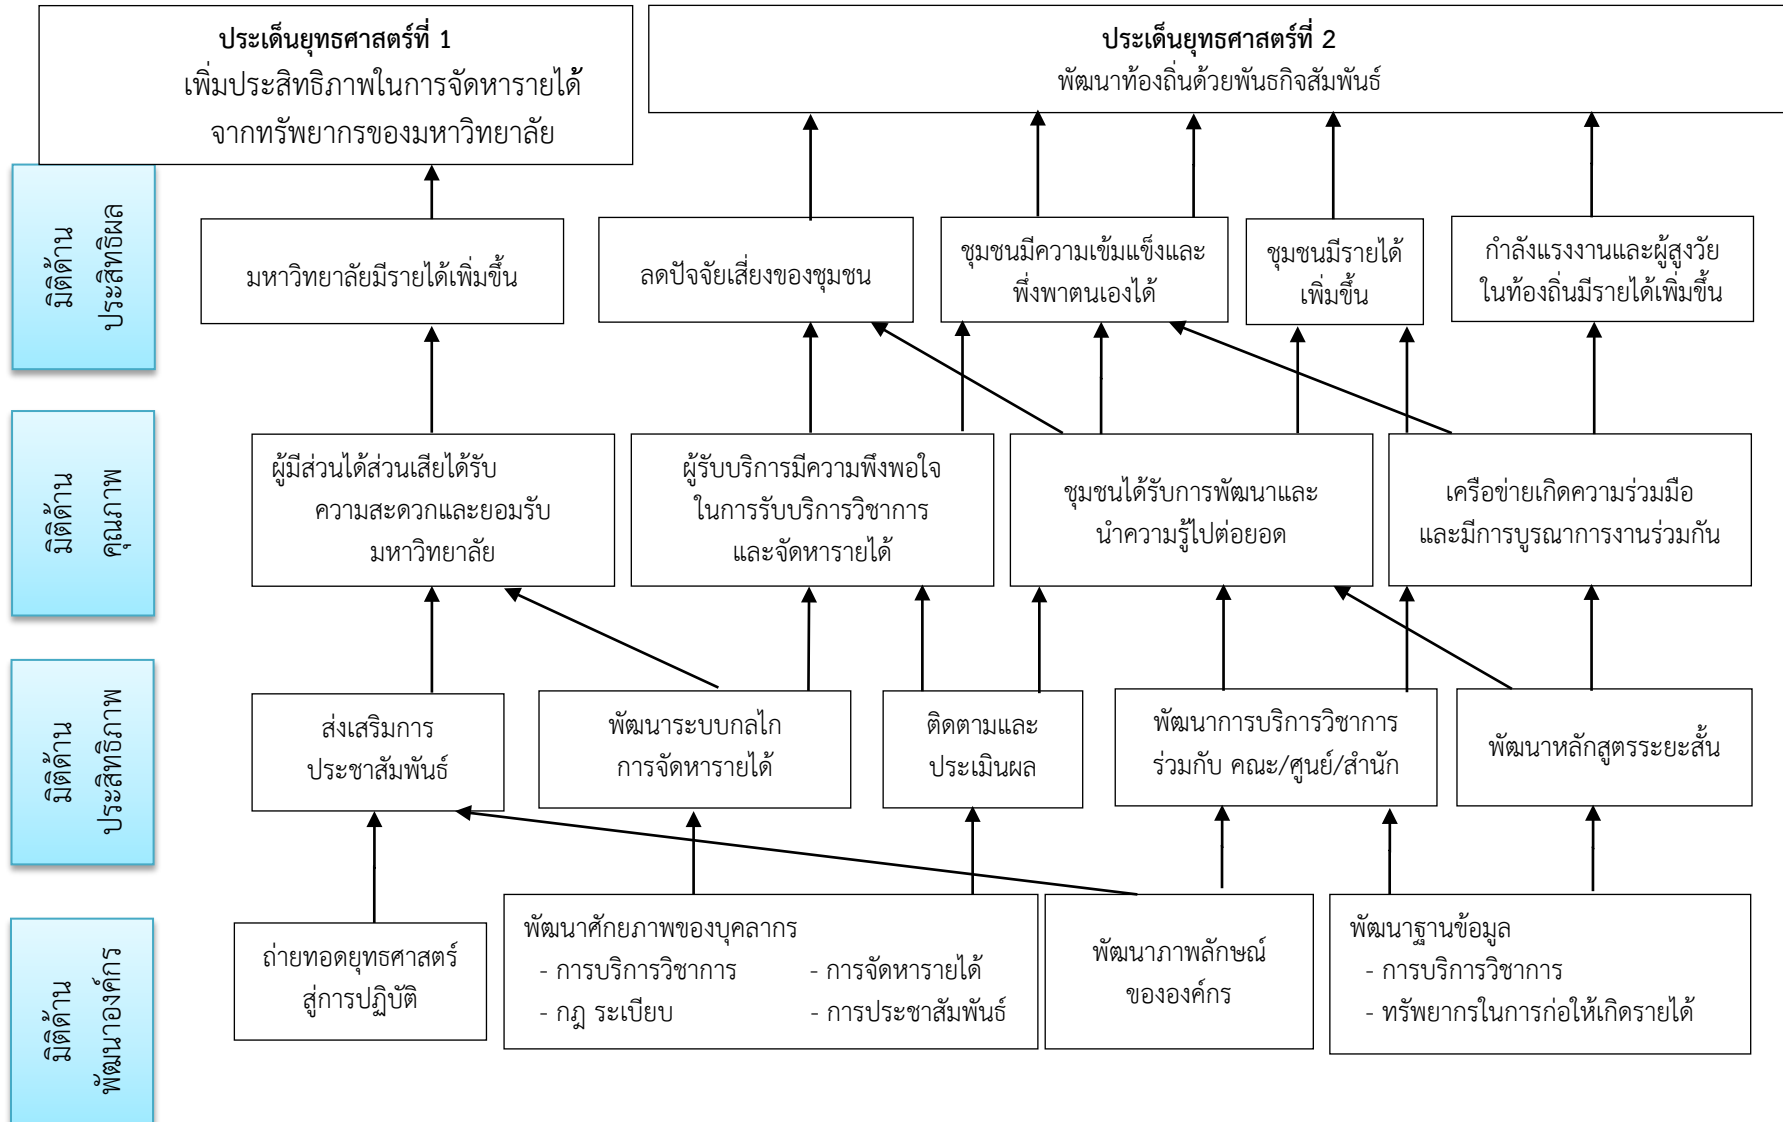 ประเด็นยุทธศาสตร์ที่ 1
เพิ่มประสิทธิภาพในการจัดหารายได้
จากทรัพยากรของมหาวิทยาลัย
ประเด็นยุทธศาสตร์ที่ 2
พัฒนาท้องถิ่นด้วยพันธกิจสัมพันธ์
มิติด้าน
ประสิทธิผล
มหาวิทยาลัยมีรายได้เพิ่มขึ้น
ลดปัจจัยเสี่ยงของชุมชน
ชุมชนมีความเข้มแข็งและ
พึ่งพาตนเองได้
ชุมชนมีรายได้
เพิ่มขึ้น
กำลังแรงงานและผู้สูงวัย
ในท้องถิ่นมีรายได้เพิ่มขึ้น
มิติด้าน
คุณภาพ
ผู้มีส่วนได้ส่วนเสียได้รับ
ความสะดวกและยอมรับ
มหาวิทยาลัย
ผู้รับบริการมีความพึงพอใจ
ในการรับบริการวิชาการ
และจัดหารายได้
ชุมชนได้รับการพัฒนาและ
นำความรู้ไปต่อยอด
เครือข่ายเกิดความร่วมมือ
และมีการบูรณาการงานร่วมกัน
มิติด้าน
ประสิทธิภาพ
ส่งเสริมการ
ประชาสัมพันธ์
พัฒนาระบบกลไก
การจัดหารายได้
ติดตามและ
ประเมินผล
พัฒนาการบริการวิชาการ
ร่วมกับ คณะ/ศูนย์/สำนัก
พัฒนาหลักสูตรระยะสั้น
มิติด้าน
พัฒนาองค์กร
ถ่ายทอดยุทธศาสตร์
สู่การปฏิบัติ
พัฒนาศักยภาพของบุคลากร
- การบริการวิชาการ - การจัดหารายได้
- กฎ ระเบียบ - การประชาสัมพันธ์
พัฒนาภาพลักษณ์
ขององค์กร
พัฒนาฐานข้อมูล
- การบริการวิชาการ
- ทรัพยากรในการก่อให้เกิดรายได้